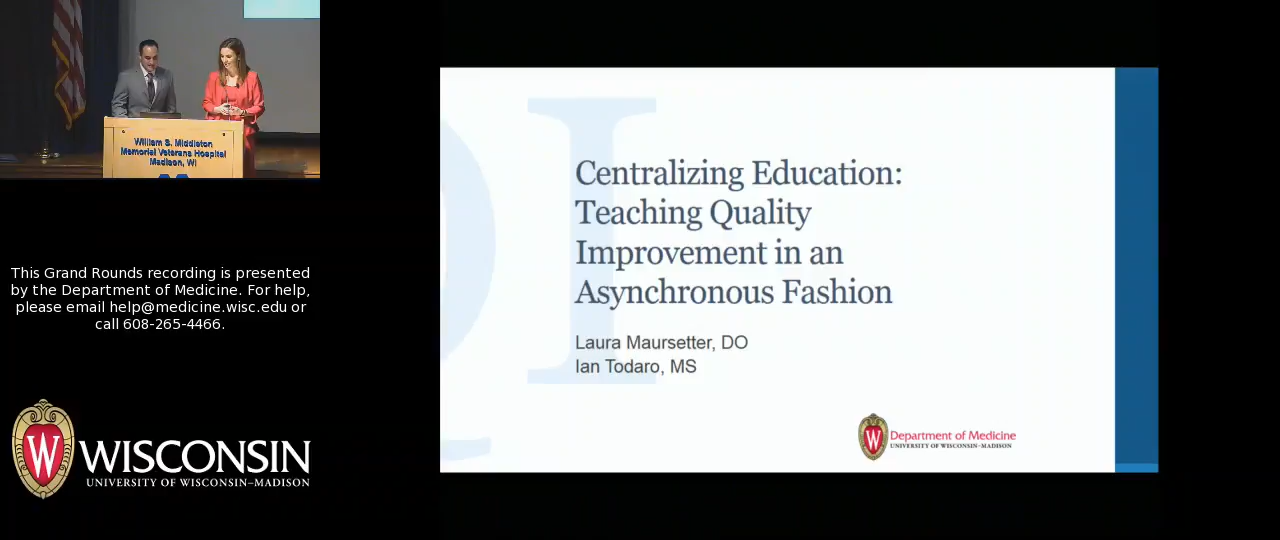 William S. Middleton
Memorial Veterans Hospital
Madison, WI
This Grand Rounds recording is presented
by the Department of Medicine. For help,
please email help@medicine.wisc.edu or
call 608-265-4466.
W WISCONSIN
UNIVERSITY OF WISCONSIN–MADISON
QI
Centralizing Education:
Teaching Quality
Improvement in an
Asynchronous Fashion
Laura Maursetter, DO
Ian Todaro, MS
W Department of Medicine
UNIVERSITY OF WISCONSIN–MADISON